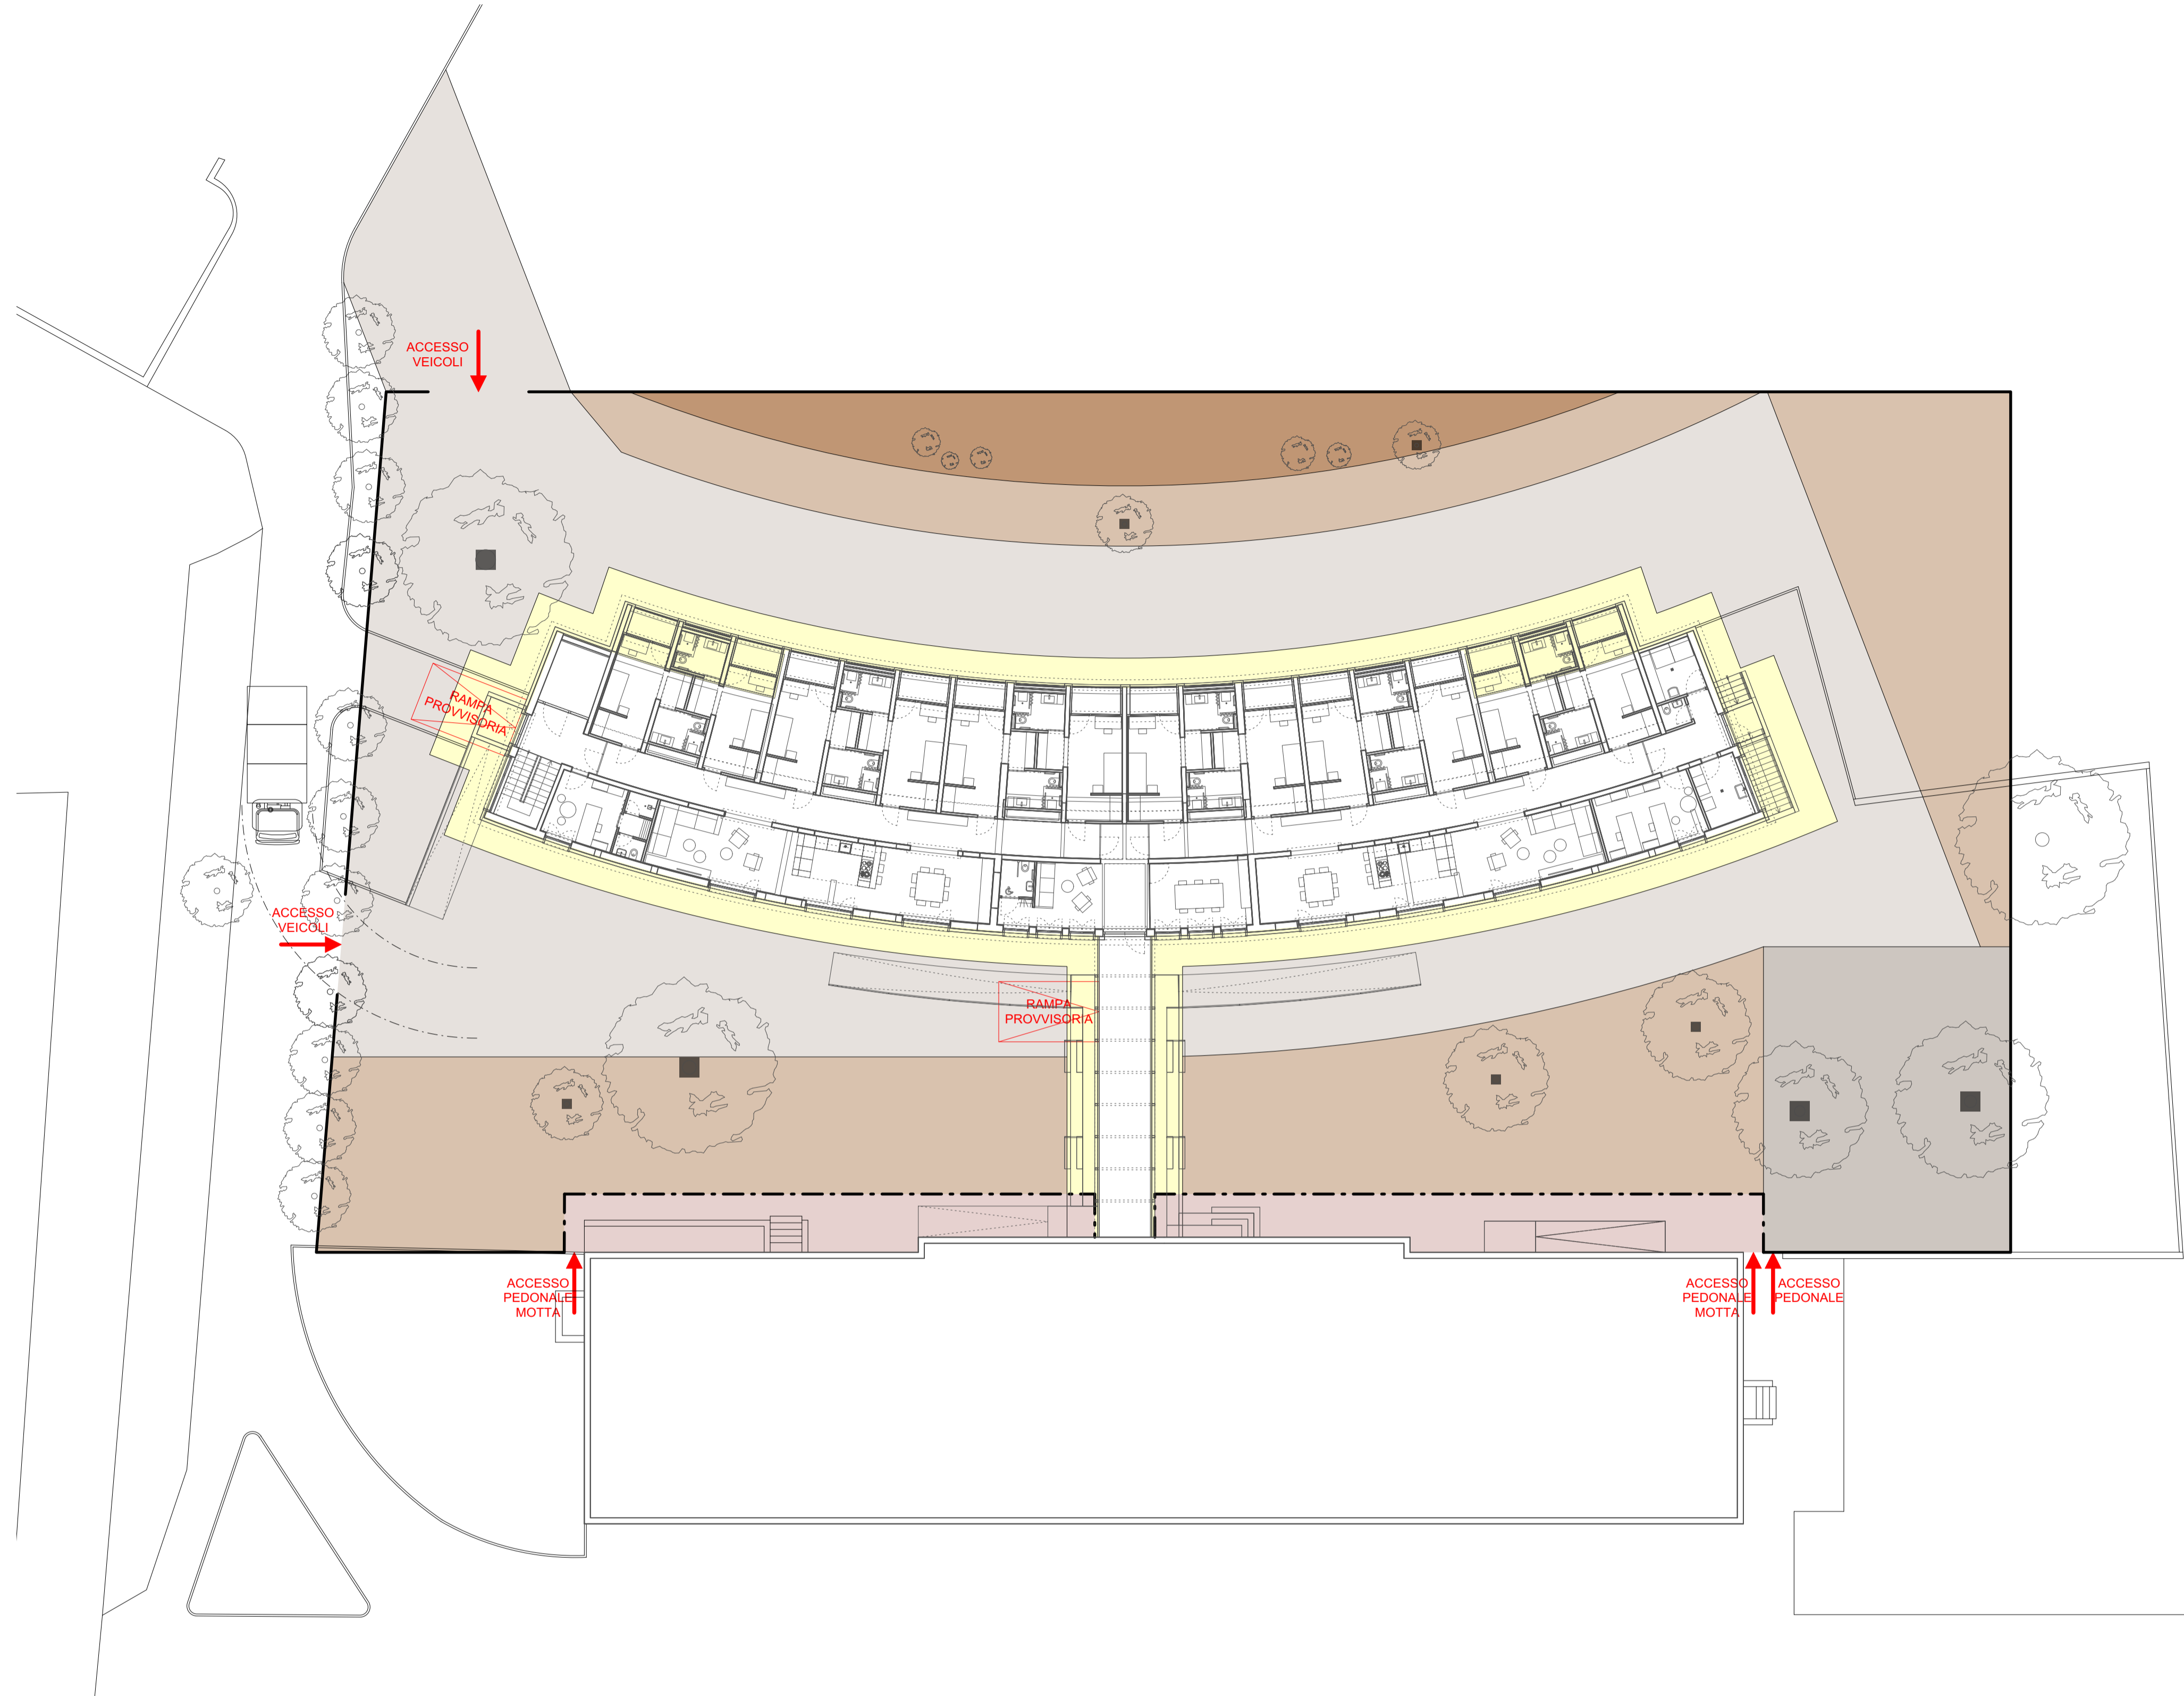 ACCESSO
VEICOLI
RAMPA
PROVVISORIA
ACCESSO
VEICOLI
RAMPA
PROVVISORIA
ACCESSO
PEDONALE
MOTTA
ACCESSO
PEDONALE
MOTTA
ACCESSO
PEDONALE